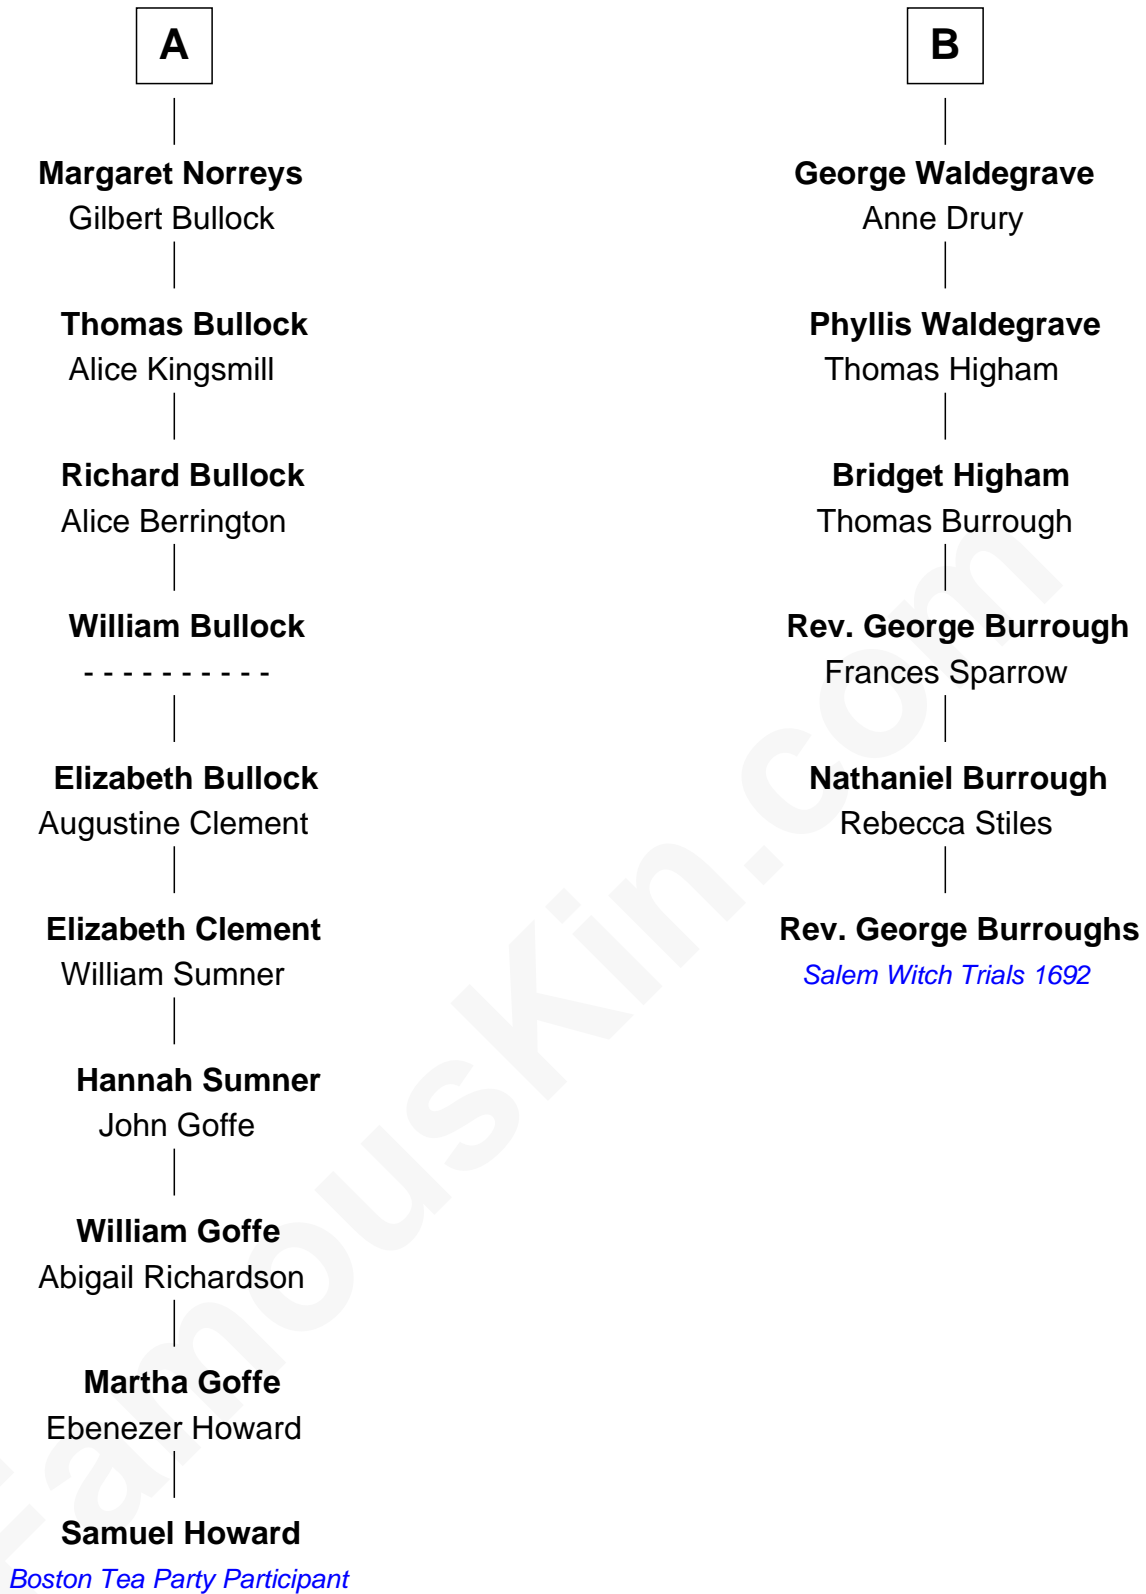 A
Margaret Norreys
Gilbert Bullock
Thomas Bullock
Alice Kingsmill
Richard Bullock
Alice Berrington
William Bullock
- - - - - - - - - -
Elizabeth Bullock
Augustine Clement
Elizabeth Clement
William Sumner
Hannah Sumner
John Goffe
William Goffe
Abigail Richardson
Martha Goffe
Ebenezer Howard
Samuel Howard
Boston Tea Party Participant
B
George Waldegrave
Anne Drury
Phyllis Waldegrave
Thomas Higham
Bridget Higham
Thomas Burrough
Rev. George Burrough
Frances Sparrow
Nathaniel Burrough
Rebecca Stiles
Rev. George Burroughs
Salem Witch Trials 1692
FamousKin.com